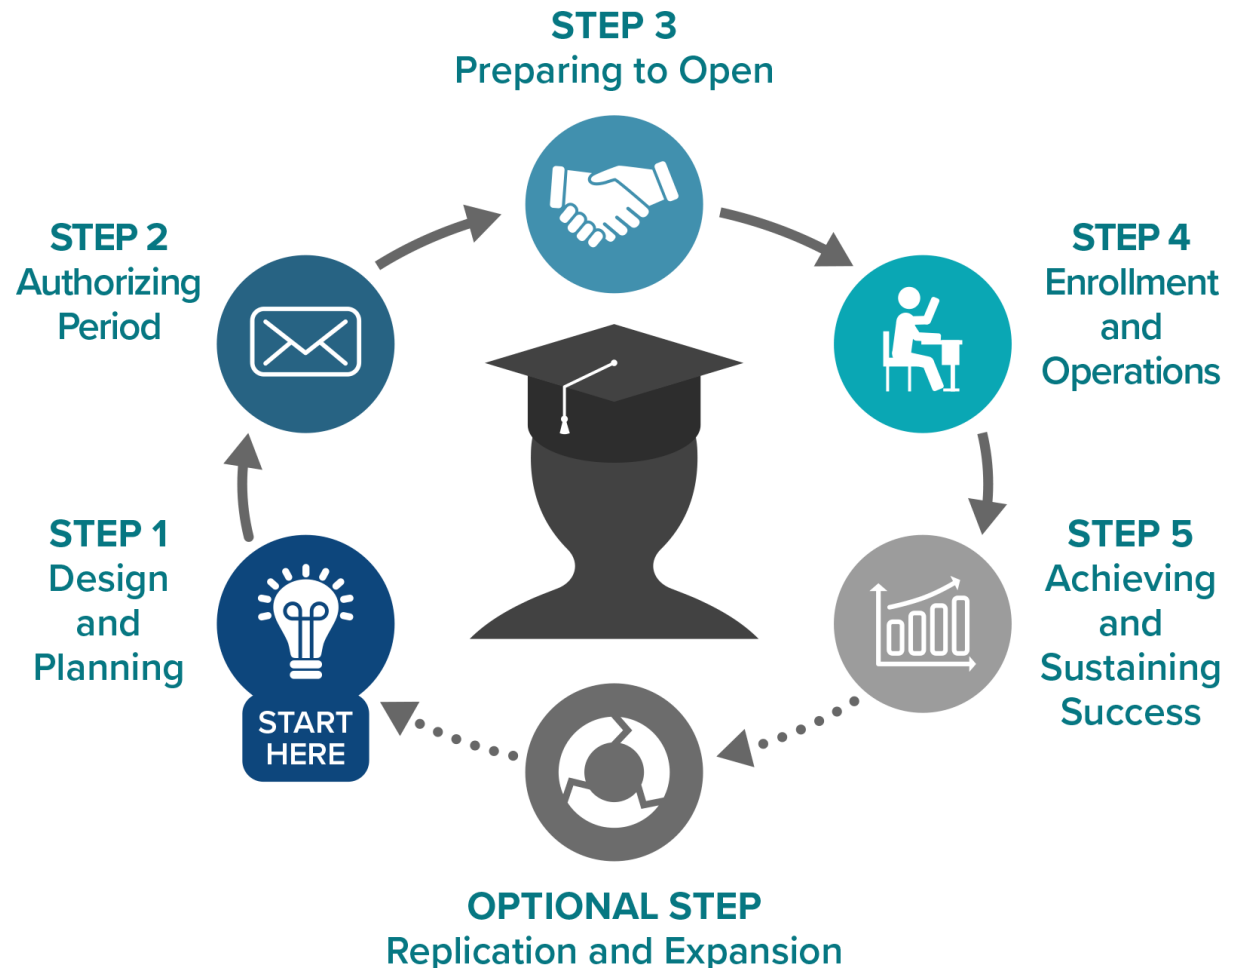 STEP 3
Preparing to Open
STEP 2
Authorizing
Period
STEP 4
Enrollment
and
Operations
STEP 1
Design
and
Planning
START
HERE
STEP 5
Achieving
and
Sustaining
Success
OPTIONAL STEP
Replication and Expansion